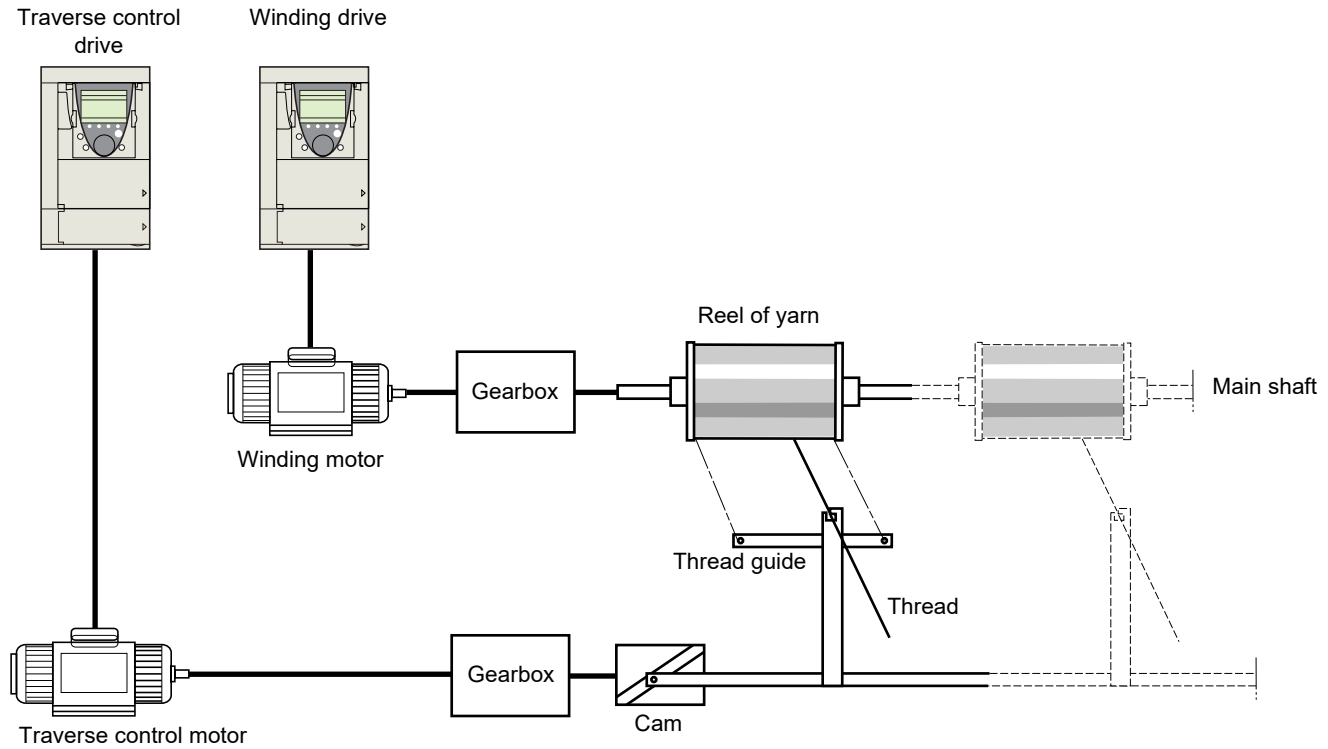 Traverse control
drive
Winding drive
Reel of yarn
Gearbox
Main shaft
Winding motor
Thread guide
Thread
Gearbox
Cam
Traverse control motor